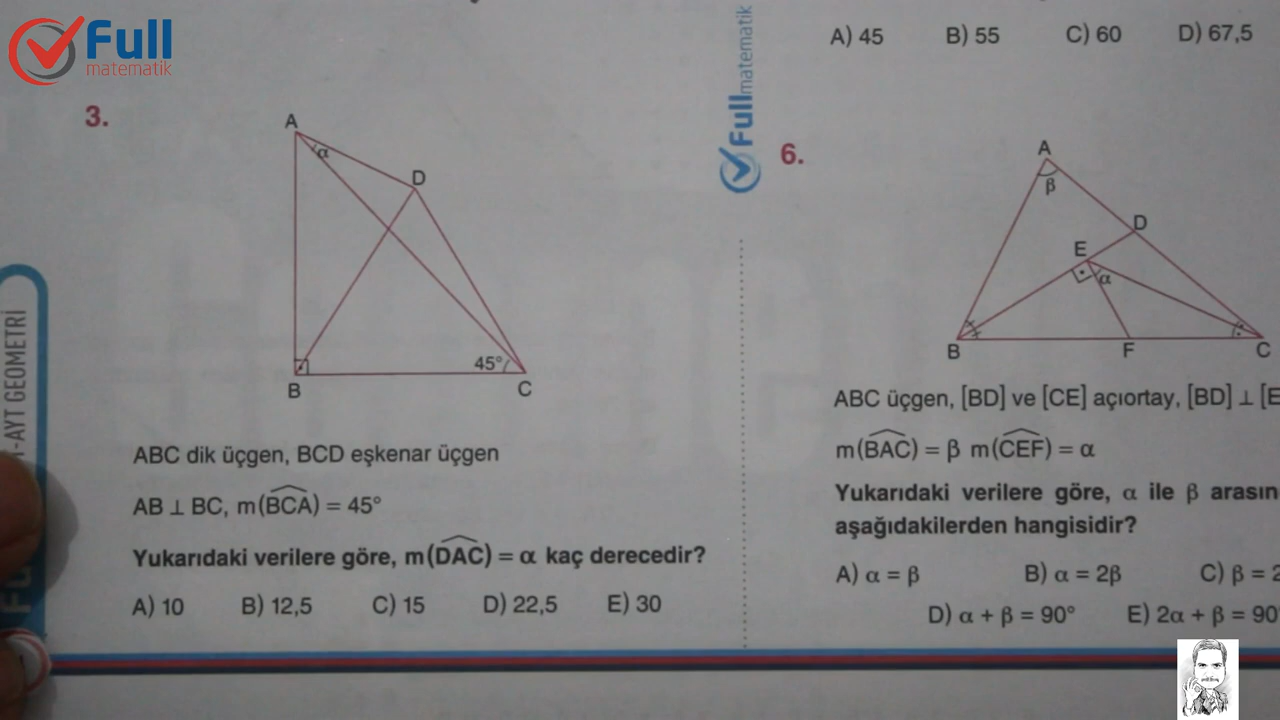 Full
matematik
A) 45 B) 55 C) 60 D) 67,5
Full matematik
3.
A
α
D
B
45°
C
ABC dik üçgen, BCD eşkenar üçgen
AB ⊥ BC, m(BCA) = 45°
Yukarıdaki verilere göre, m(DAC) = α kaç derecedir?
A) 10 B) 12,5 C) 15 D) 22,5 E) 30
-AYT GEOMETRİ
6.
A
β
D
E
α
B
F
C
ABC üçgen, [BD] ve [CE] açıortay, [BD] ⊥ [E
m(BAC) = β m(CEF) = α
Yukarıdaki verilere göre, α ile β arasın
aşağıdakilerden hangisidir?
A) α = β B) α = 2β C) β = 2
D) α + β = 90° E) 2α + β = 90